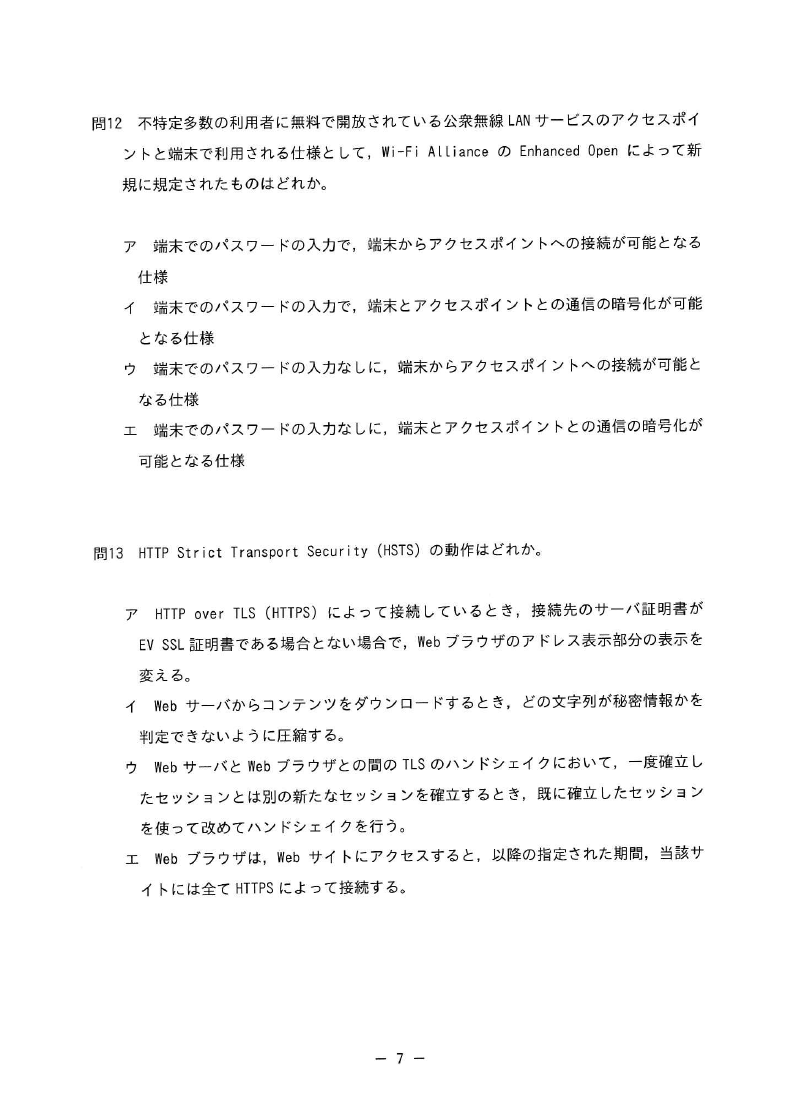 問12　不特定多数の利用者に無料で開放されている公衆無線 LAN サービスのアクセスポイ
ントと端末で利用される仕様として，Wi-Fi Alliance の Enhanced Open によって新
規に規定されたものはどれか。
ア　端末でのパスワードの入力で，端末からアクセスポイントへの接続が可能となる
仕様
イ　端末でのパスワードの入力で，端末とアクセスポイントとの通信の暗号化が可能
となる仕様
ウ　端末でのパスワードの入力なしに，端末からアクセスポイントへの接続が可能と
なる仕様
エ　端末でのパスワードの入力なしに，端末とアクセスポイントとの通信の暗号化が
可能となる仕様
問13　HTTP Strict Transport Security（HSTS）の動作はどれか。
ア　HTTP over TLS（HTTPS）によって接続しているとき，接続先のサーバ証明書が
EV SSL 証明書である場合とない場合で，Web ブラウザのアドレス表示部分の表示を
変える。
イ　Web サーバからコンテンツをダウンロードするとき，どの文字列が秘密情報かを
判定できないように圧縮する。
ウ　Web サーバと Web ブラウザとの間の TLS のハンドシェイクにおいて，一度確立し
たセッションとは別の新たなセッションを確立するとき，既に確立したセッション
を使って改めてハンドシェイクを行う。
エ　Web ブラウザは，Web サイトにアクセスすると，以降の指定された期間，当該サ
イトには全て HTTPS によって接続する。
－ 7 －